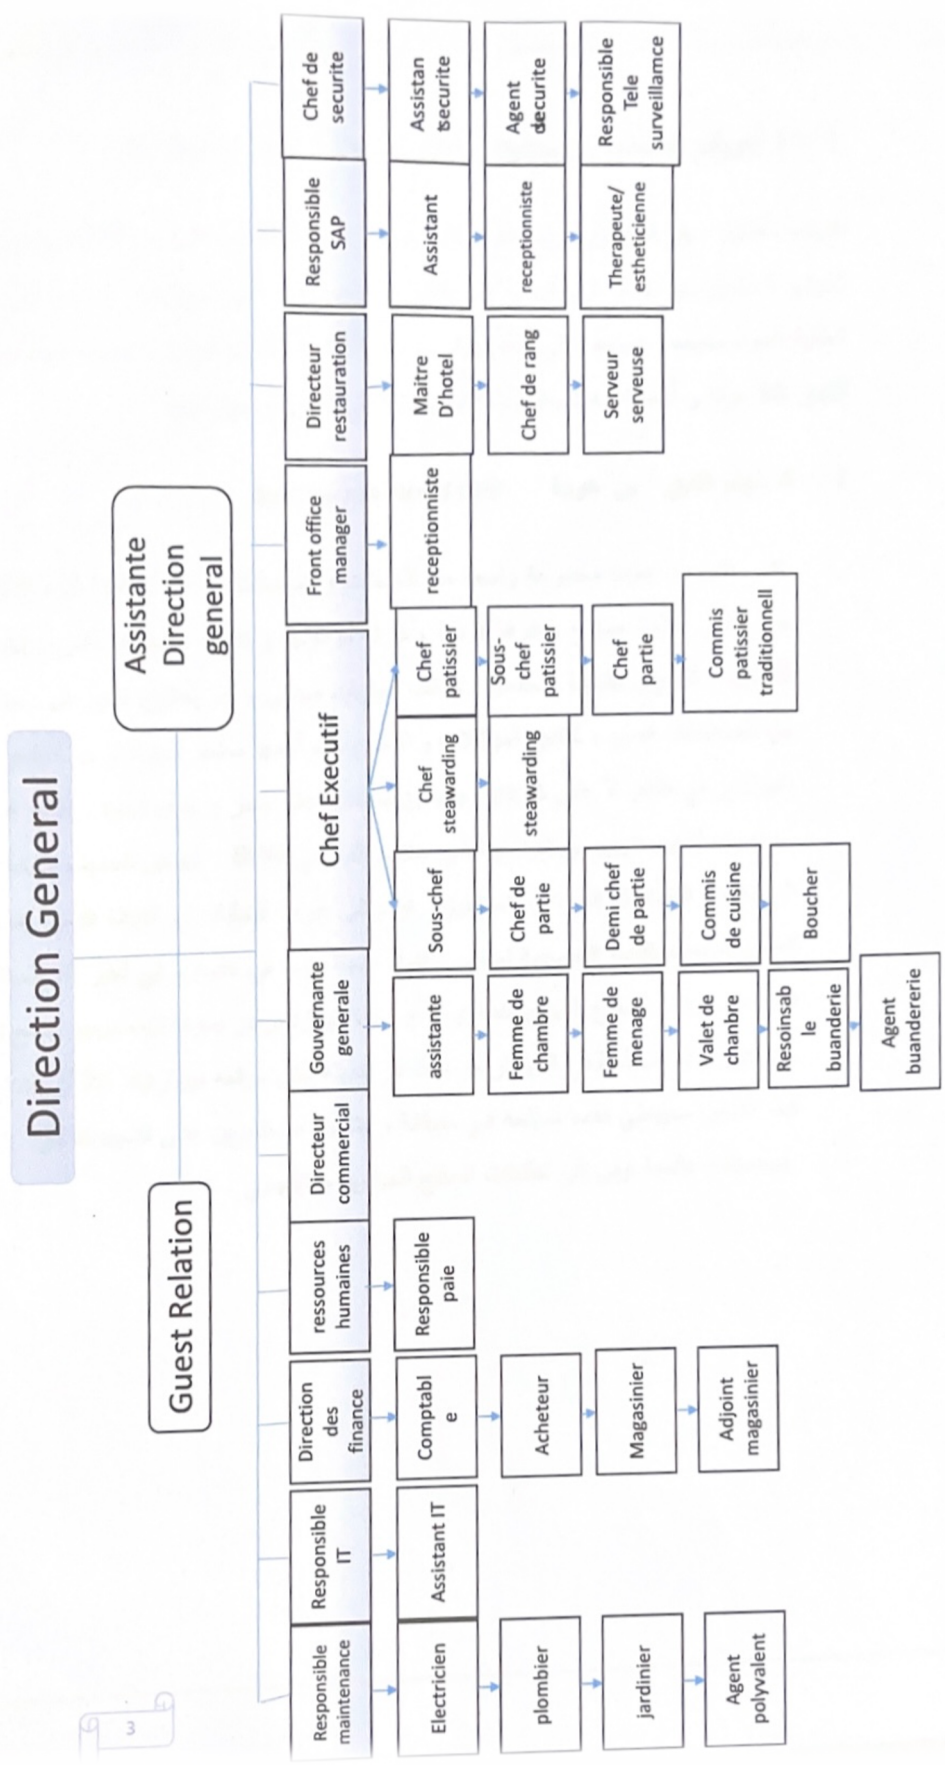 Direction General
Guest Relation
Assistante
Direction
general
Responsible
maintenance
Responsible
IT
Direction
des
finance
ressources
humaines
Directeur
commercial
Gouvernante
generale
Chef Executif
Front office
manager
Directeur
restauration
Responsible
SAP
Chef de
securite
Electricien
plombier
jardinier
Agent
polyvalent
Assistant IT
Comptabl
e
Acheteur
Magasinier
Adjoint
magasinier
Responsible
paie
assistante
Femme de
chambre
Femme de
menage
Valet de
chanbre
Resoinsab
le
buanderie
Agent
buandererie
Sous-chef
Chef de
partie
Demi chef
de partie
Commis
de cuisine
Boucher
Chef
steawarding
steawarding
Chef
patissier
Sous-
chef
patissier
Chef
partie
Commis
patissier
traditionnell
receptionniste
Maitre
D'hotel
Chef de rang
Serveur
serveuse
Assistant
receptionniste
Therapeute/
estheticienne
Assistan
securite
Agent
securite
Responsible
Tele
surveillamce
3